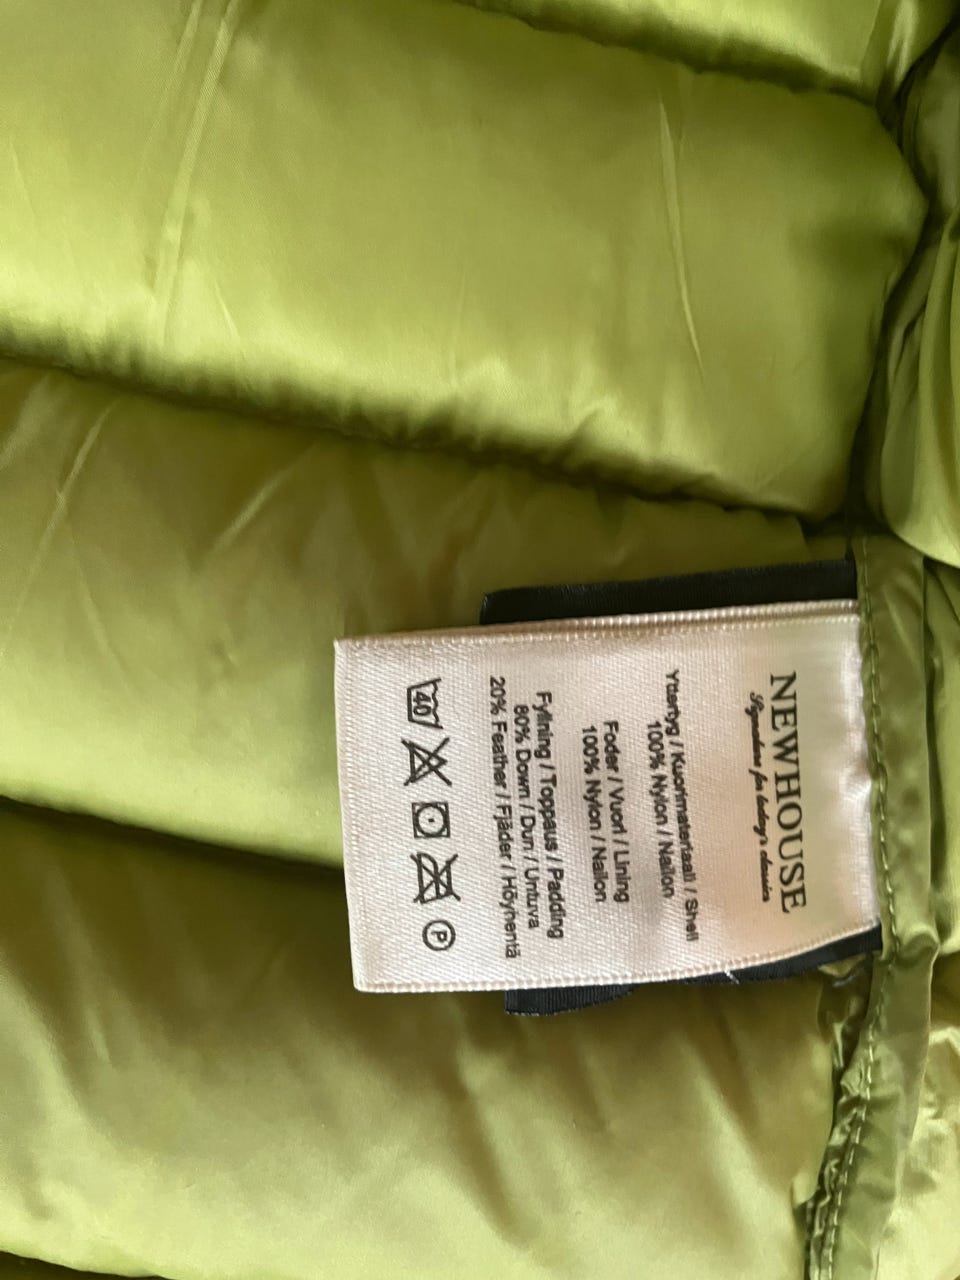 NEWHOUSE
Signature for today's classics
Yttertyg / Kuorimateriaali / Shell
100% Nylon / Nailon
Foder / Vuori / Lining
100% Nylon / Nailon
Fyllning / Toppaus / Padding
80% Down / Dun / Untuva
20% Feather / Fjäder / Höyhentä
40
P